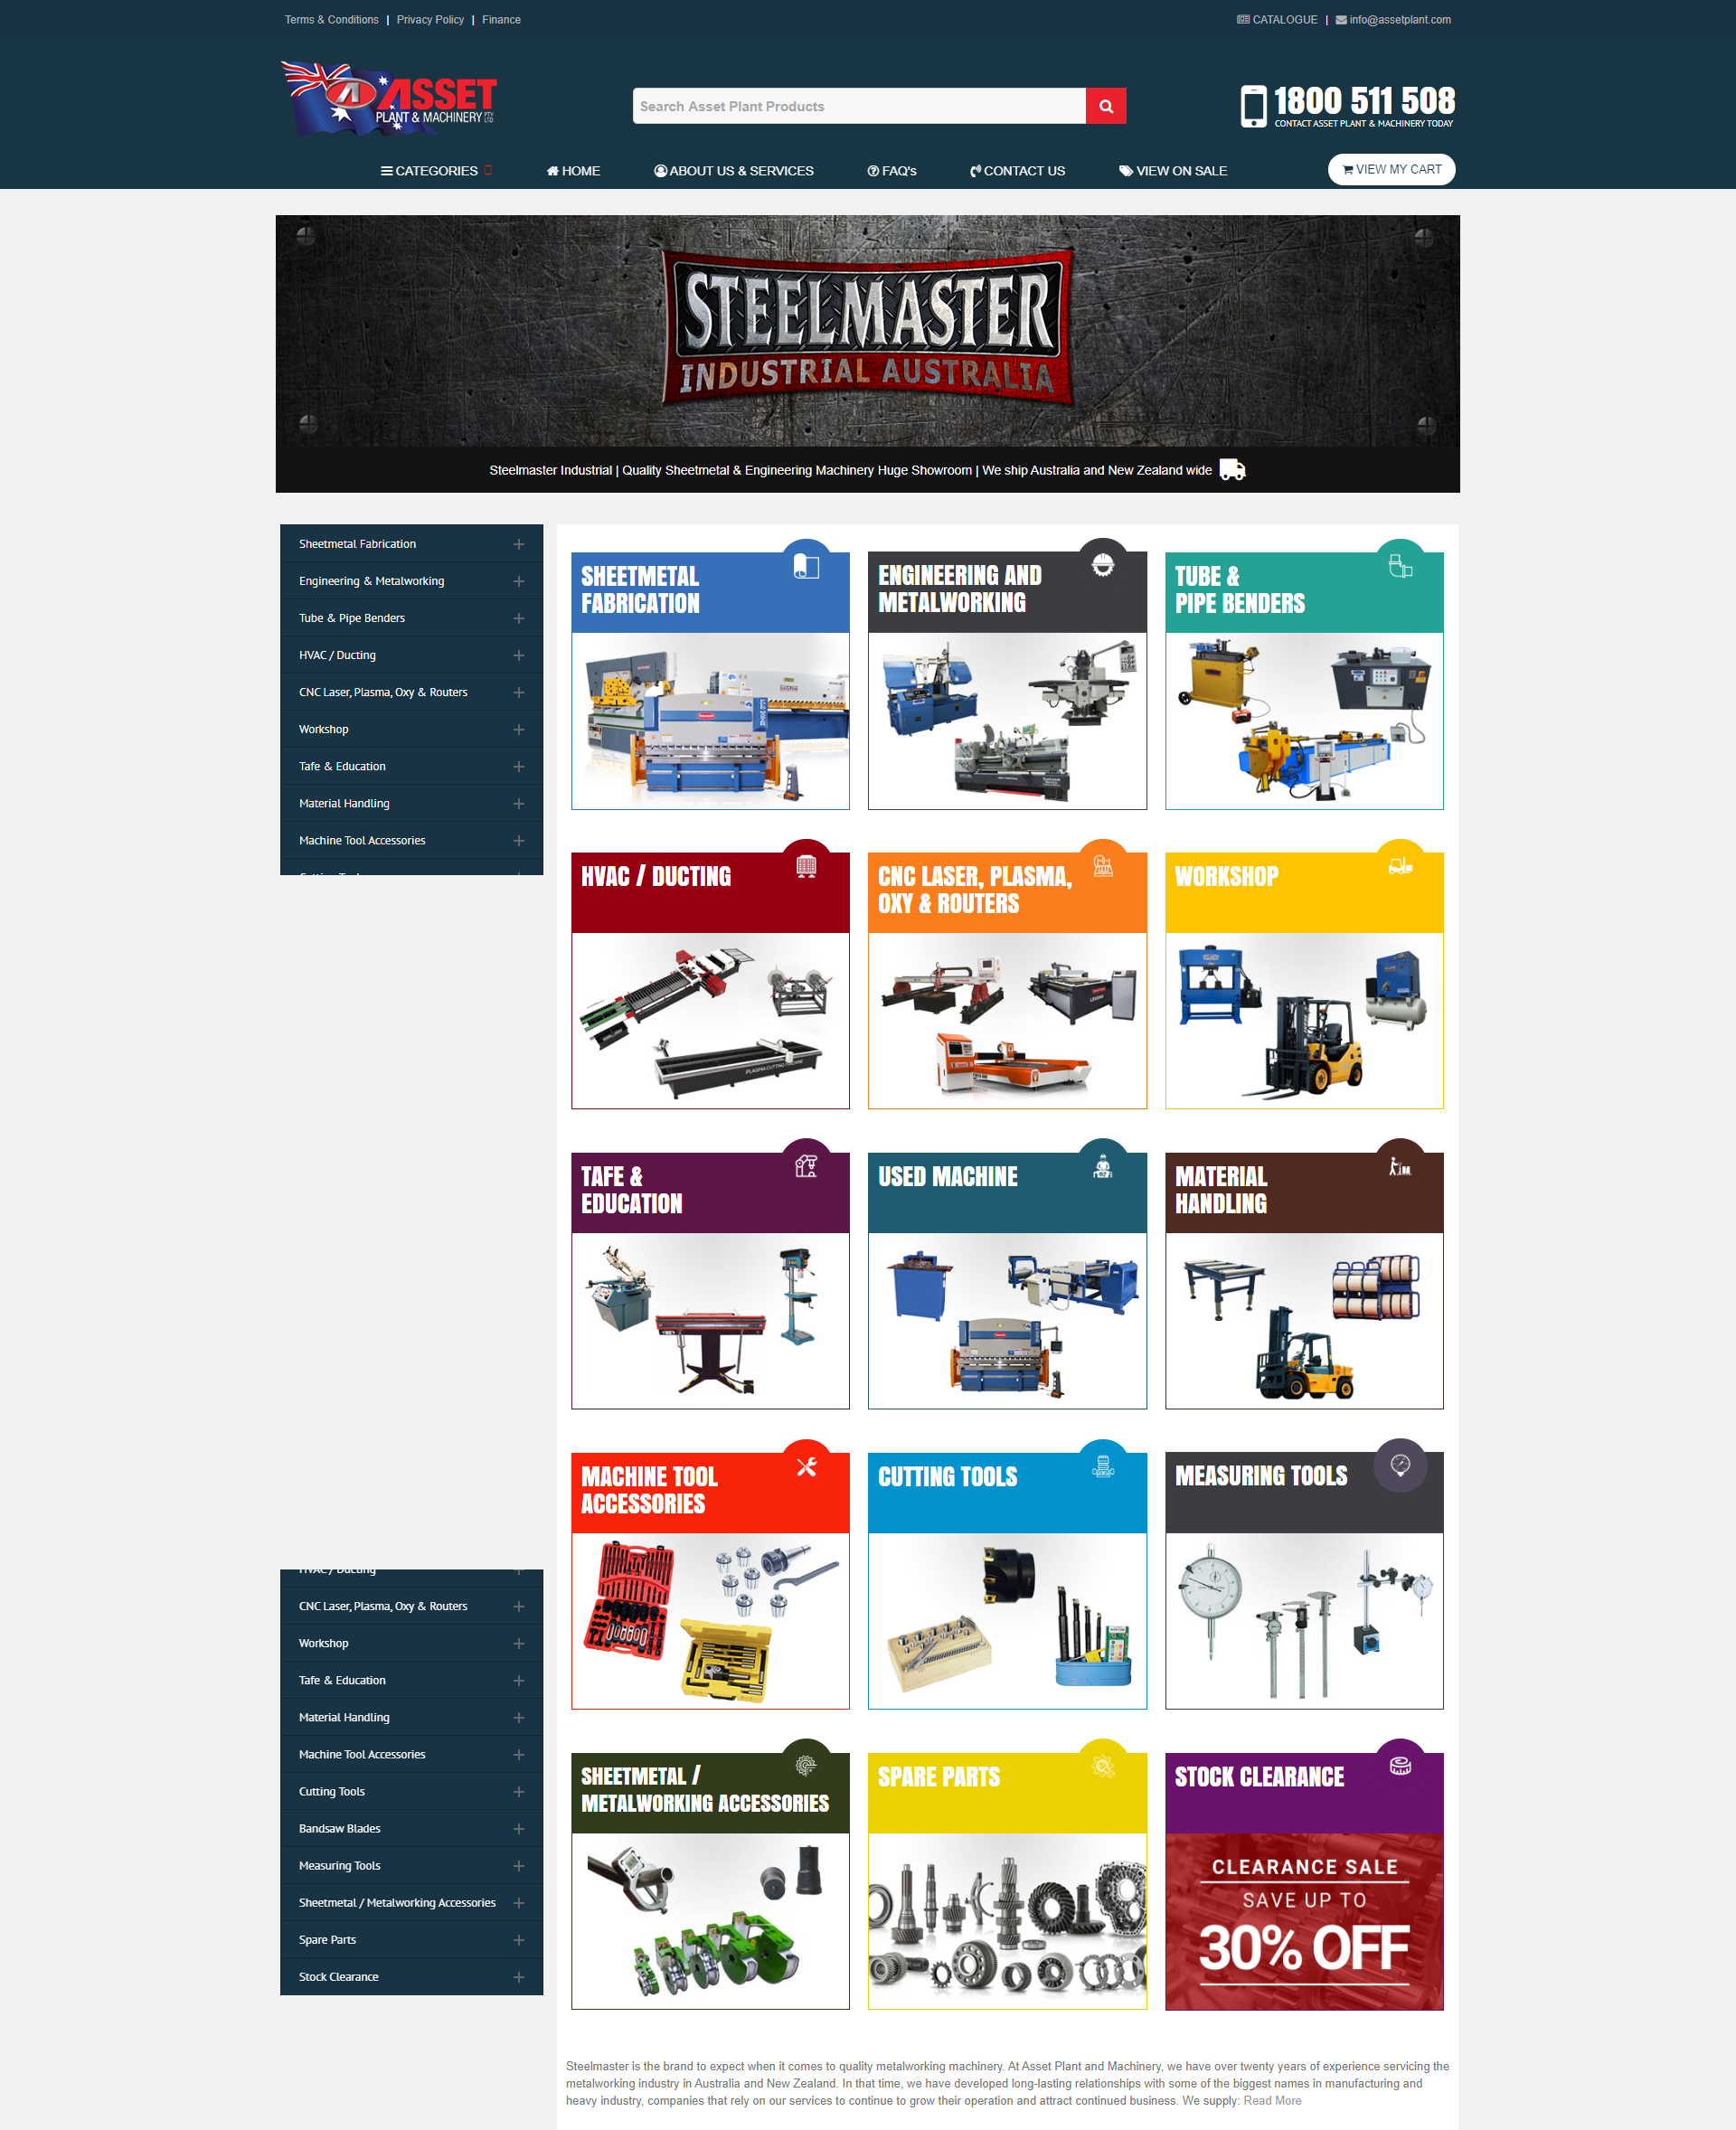 Terms & Conditions | Privacy Policy | Finance
CATALOGUE | info@assetplant.com
ASSET
PLANT & MACHINERY PTY LTD
Search Asset Plant Products
1800 511 508
CONTACT ASSET PLANT & MACHINERY TODAY
CATEGORIES
HOME
ABOUT US & SERVICES
FAQ's
CONTACT US
VIEW ON SALE
VIEW MY CART
STEELMASTER
INDUSTRIAL AUSTRALIA
Steelmaster Industrial | Quality Sheetmetal & Engineering Machinery Huge Showroom | We ship Australia and New Zealand wide
Sheetmetal Fabrication
Engineering & Metalworking
Tube & Pipe Benders
HVAC / Ducting
CNC Laser, Plasma, Oxy & Routers
Workshop
Tafe & Education
Material Handling
Machine Tool Accessories
SHEETMETAL
FABRICATION
ENGINEERING AND
METALWORKING
TUBE &
PIPE BENDERS
HVAC / DUCTING
PLASMA CUTTING MACHINE
CNC LASER, PLASMA,
OXY & ROUTERS
WORKSHOP
TAFE &
EDUCATION
USED MACHINE
MATERIAL
HANDLING
MACHINE TOOL
ACCESSORIES
CUTTING TOOLS
MEASURING TOOLS
HVAC / Ducting
CNC Laser, Plasma, Oxy & Routers
Workshop
Tafe & Education
Material Handling
Machine Tool Accessories
Cutting Tools
Bandsaw Blades
Measuring Tools
Sheetmetal / Metalworking Accessories
Spare Parts
Stock Clearance
SHEETMETAL /
METALWORKING ACCESSORIES
SPARE PARTS
STOCK CLEARANCE
CLEARANCE SALE
SAVE UP TO
30% OFF
Steelmaster is the brand to expect when it comes to quality metalworking machinery. At Asset Plant and Machinery, we have over twenty years of experience servicing the
metalworking industry in Australia and New Zealand. In that time, we have developed long-lasting relationships with some of the biggest names in manufacturing and
heavy industry, companies that rely on our services to continue to grow their operation and attract continued business. We supply: Read More